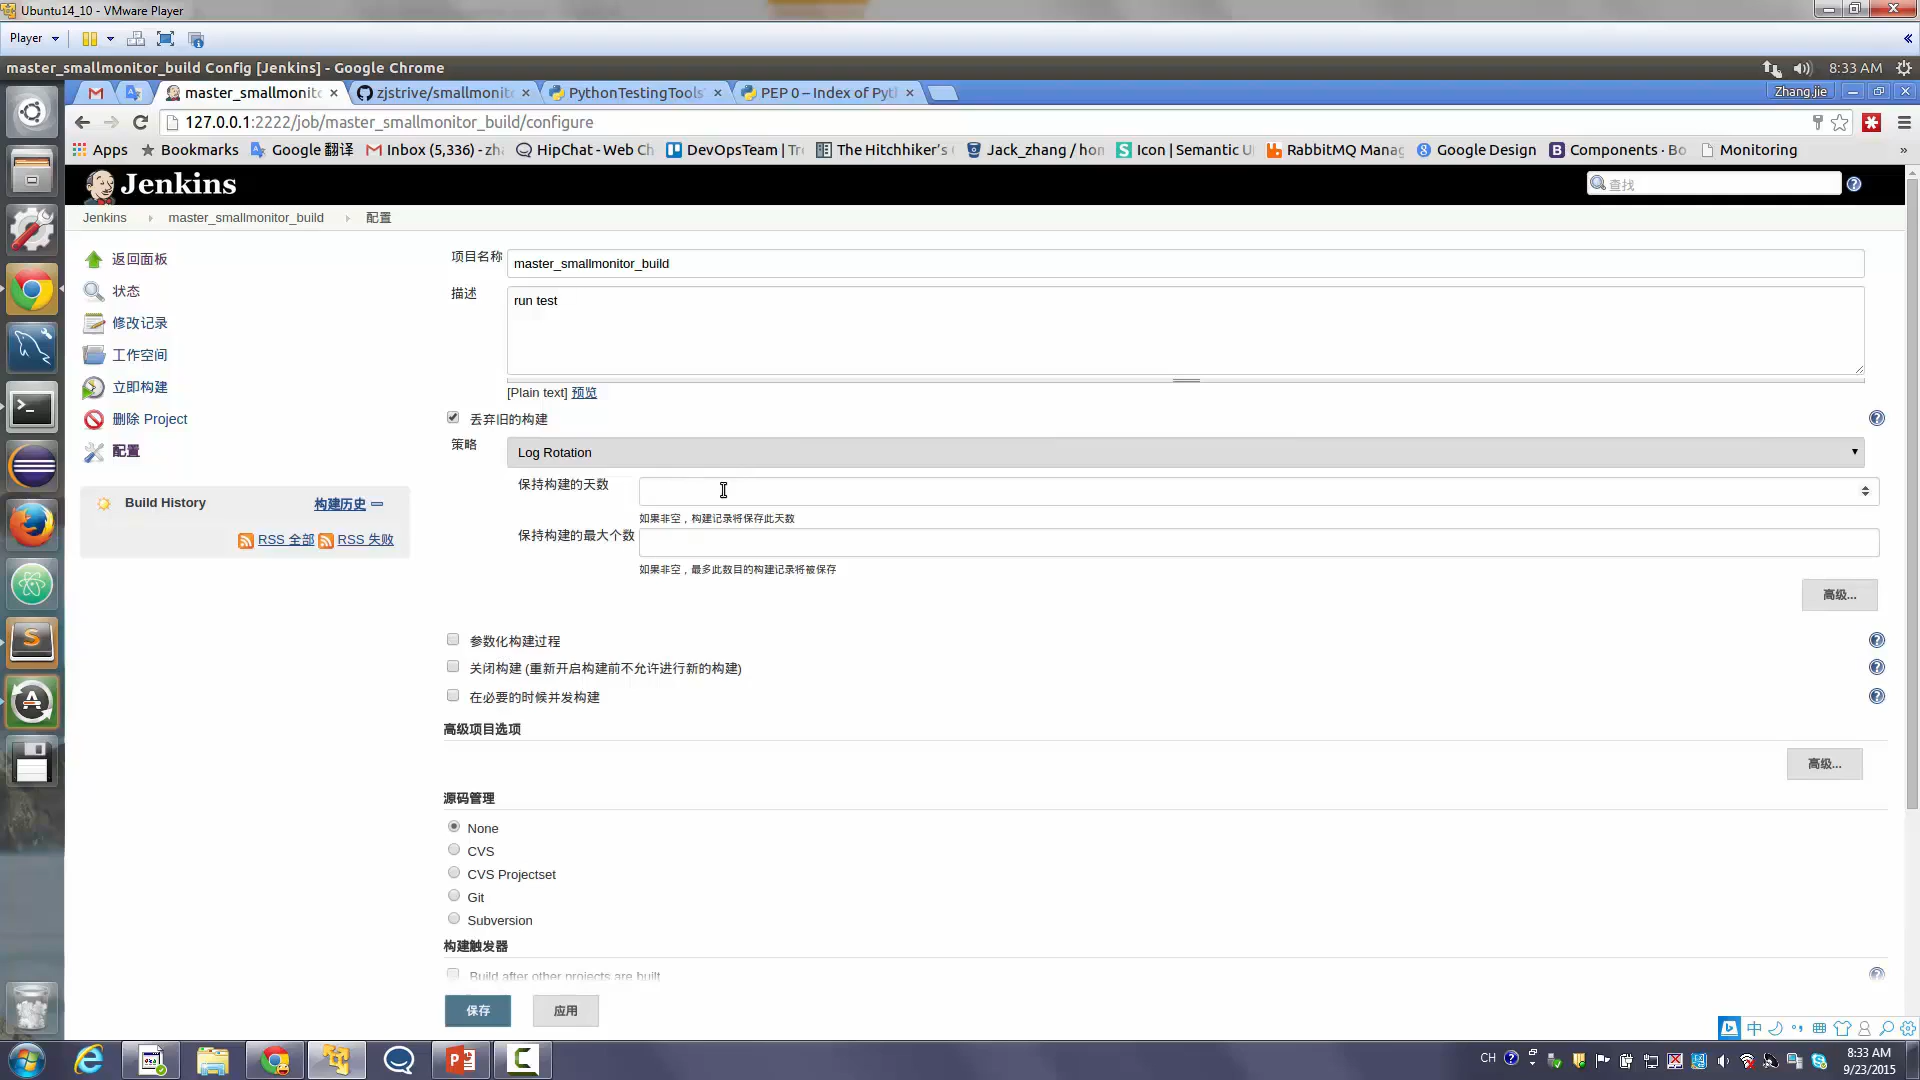 Ubuntu14_10 - VMware Player
Player
master_smallmonitor_build Config [Jenkins] - Google Chrome
8:33 AM
master_smallmonito
zjstrive/smallmonito
PythonTestingTools
PEP 0 – Index of Pyt
Zhang.jie
127.0.0.1:2222/job/master_smallmonitor_build/configure
Apps
Bookmarks
Google 翻译
Inbox (5,336) - zh
HipChat - Web C
DevOpsTeam | Tr
The Hitchhiker's
Jack_zhang / hom
Icon | Semantic U
RabbitMQ Manag
Google Design
Components · Bo
Monitoring
»
Jenkins
查找
Jenkins
master_smallmonitor_build
配置
返回面板
状态
修改记录
工作空间
立即构建
删除 Project
配置
Build History
构建历史
RSS 全部
RSS 失败
项目名称
master_smallmonitor_build
描述
run test
[Plain text] 预览
丢弃旧的构建
策略
Log Rotation
保持构建的天数
如果非空，构建记录将保存此天数
保持构建的最大个数
如果非空，最多此数目的构建记录将被保存
高级...
参数化构建过程
关闭构建 (重新开启构建前不允许进行新的构建)
在必要的时候并发构建
高级项目选项
高级...
源码管理
None
CVS
CVS Projectset
Git
Subversion
构建触发器
Build after other projects are built
保存
应用
中
CH
8:33 AM
9/23/2015